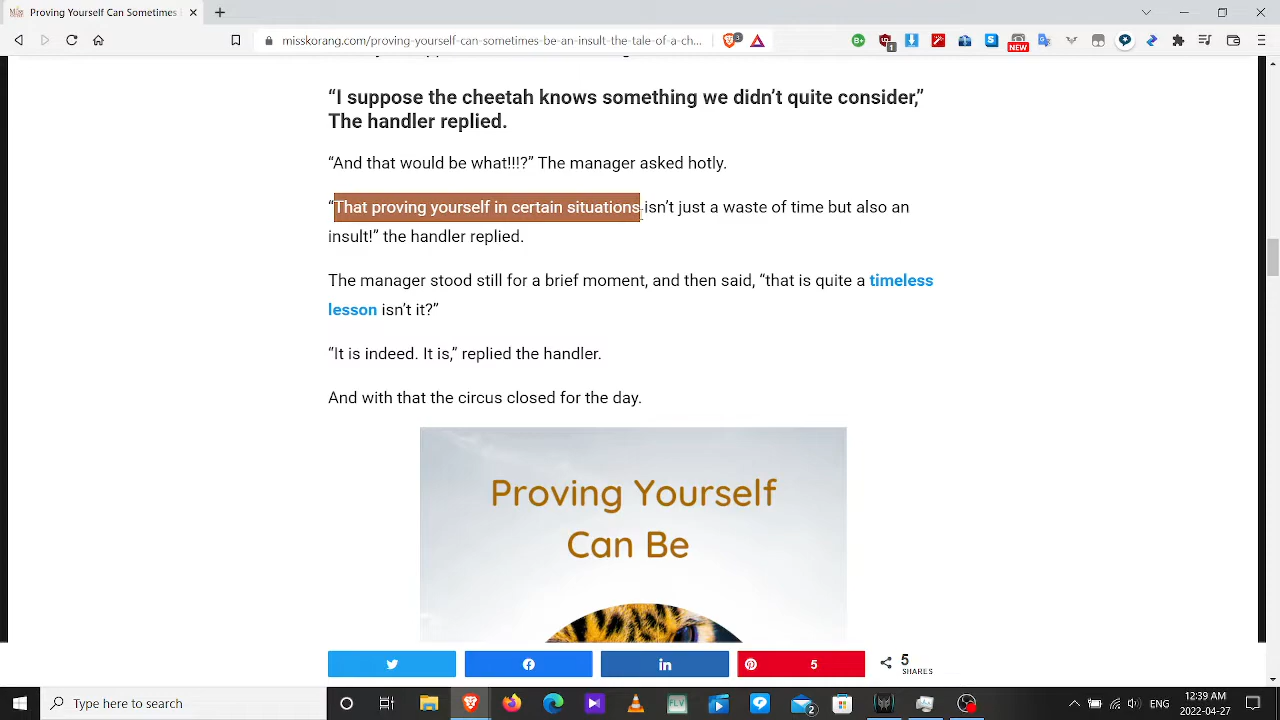 Proving Yourself Can Sometimes
misskorang.com/proving-yourself-can-sometimes-be-an-insult-the-tale-of-a-ch...
3
1
NEW
“I suppose the cheetah knows something we didn’t quite consider,”
The handler replied.
“And that would be what!!!?” The manager asked hotly.
“That proving yourself in certain situations isn’t just a waste of time but also an
insult!” the handler replied.
The manager stood still for a brief moment, and then said, “that is quite a timeless
lesson isn’t it?”
“It is indeed. It is,” replied the handler.
And with that the circus closed for the day.
Proving Yourself
Can Be
5
5
SHARES
Type here to search
FLV
2
12:39 AM
2022-04-27